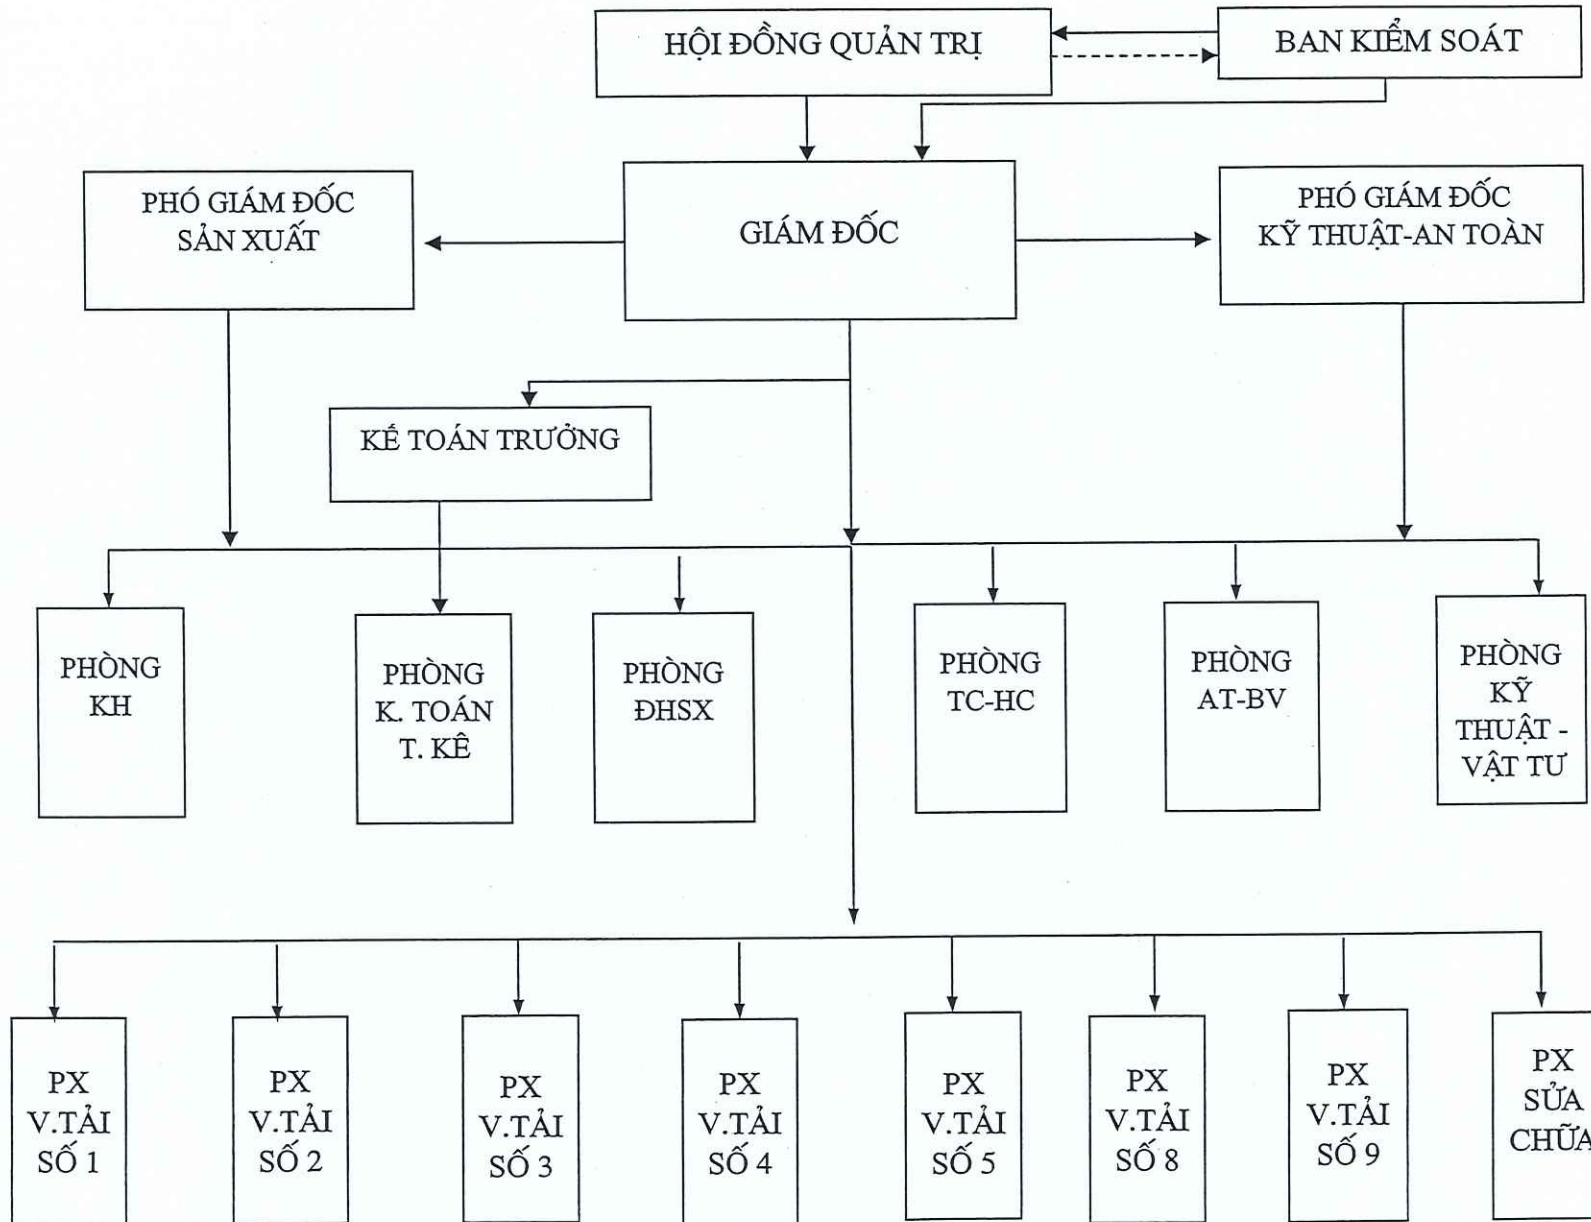 HỘI ĐỒNG QUẢN TRỊ
BAN KIỂM SOÁT
PHÓ GIÁM ĐỐC
SẢN XUẤT
GIÁM ĐỐC
PHÓ GIÁM ĐỐC
KỸ THUẬT-AN TOÀN
KẾ TOÁN TRƯỞNG
PHÒNG
KH
PHÒNG
K. TOÁN
T. KÊ
PHÒNG
ĐHSX
PHÒNG
TC-HC
PHÒNG
AT-BV
PHÒNG
KỸ
THUẬT -
VẬT TƯ
PX
V.TẢI
SỐ 1
PX
V.TẢI
SỐ 2
PX
V.TẢI
SỐ 3
PX
V.TẢI
SỐ 4
PX
V.TẢI
SỐ 5
PX
V.TẢI
SỐ 8
PX
V.TẢI
SỐ 9
PX
SỬA
CHỮA